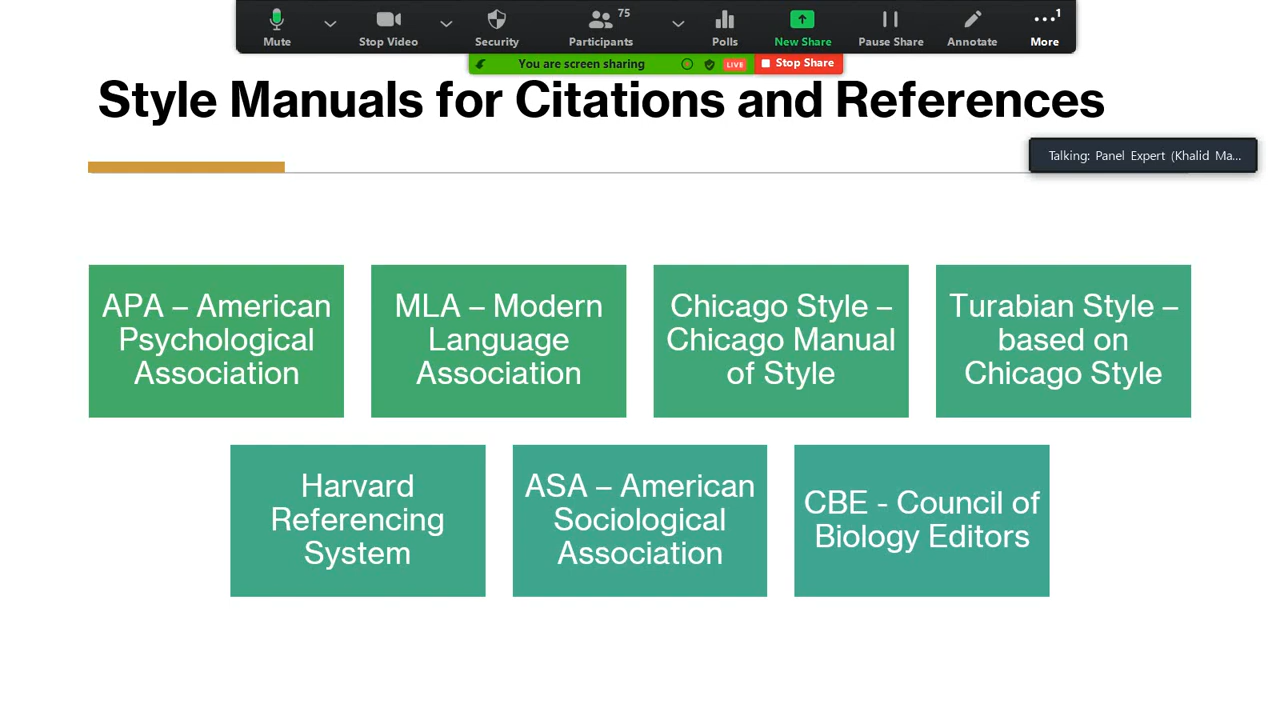 75
1
Mute
Stop Video
Security
Participants
Polls
New Share
Pause Share
Annotate
More
You are screen sharing
LIVE
Stop Share
Style Manuals for Citations and References
Talking: Panel Expert (Khalid Ma...
APA – American
Psychological
Association
MLA – Modern
Language
Association
Chicago Style –
Chicago Manual
of Style
Turabian Style –
based on
Chicago Style
Harvard
Referencing
System
ASA – American
Sociological
Association
CBE - Council of
Biology Editors